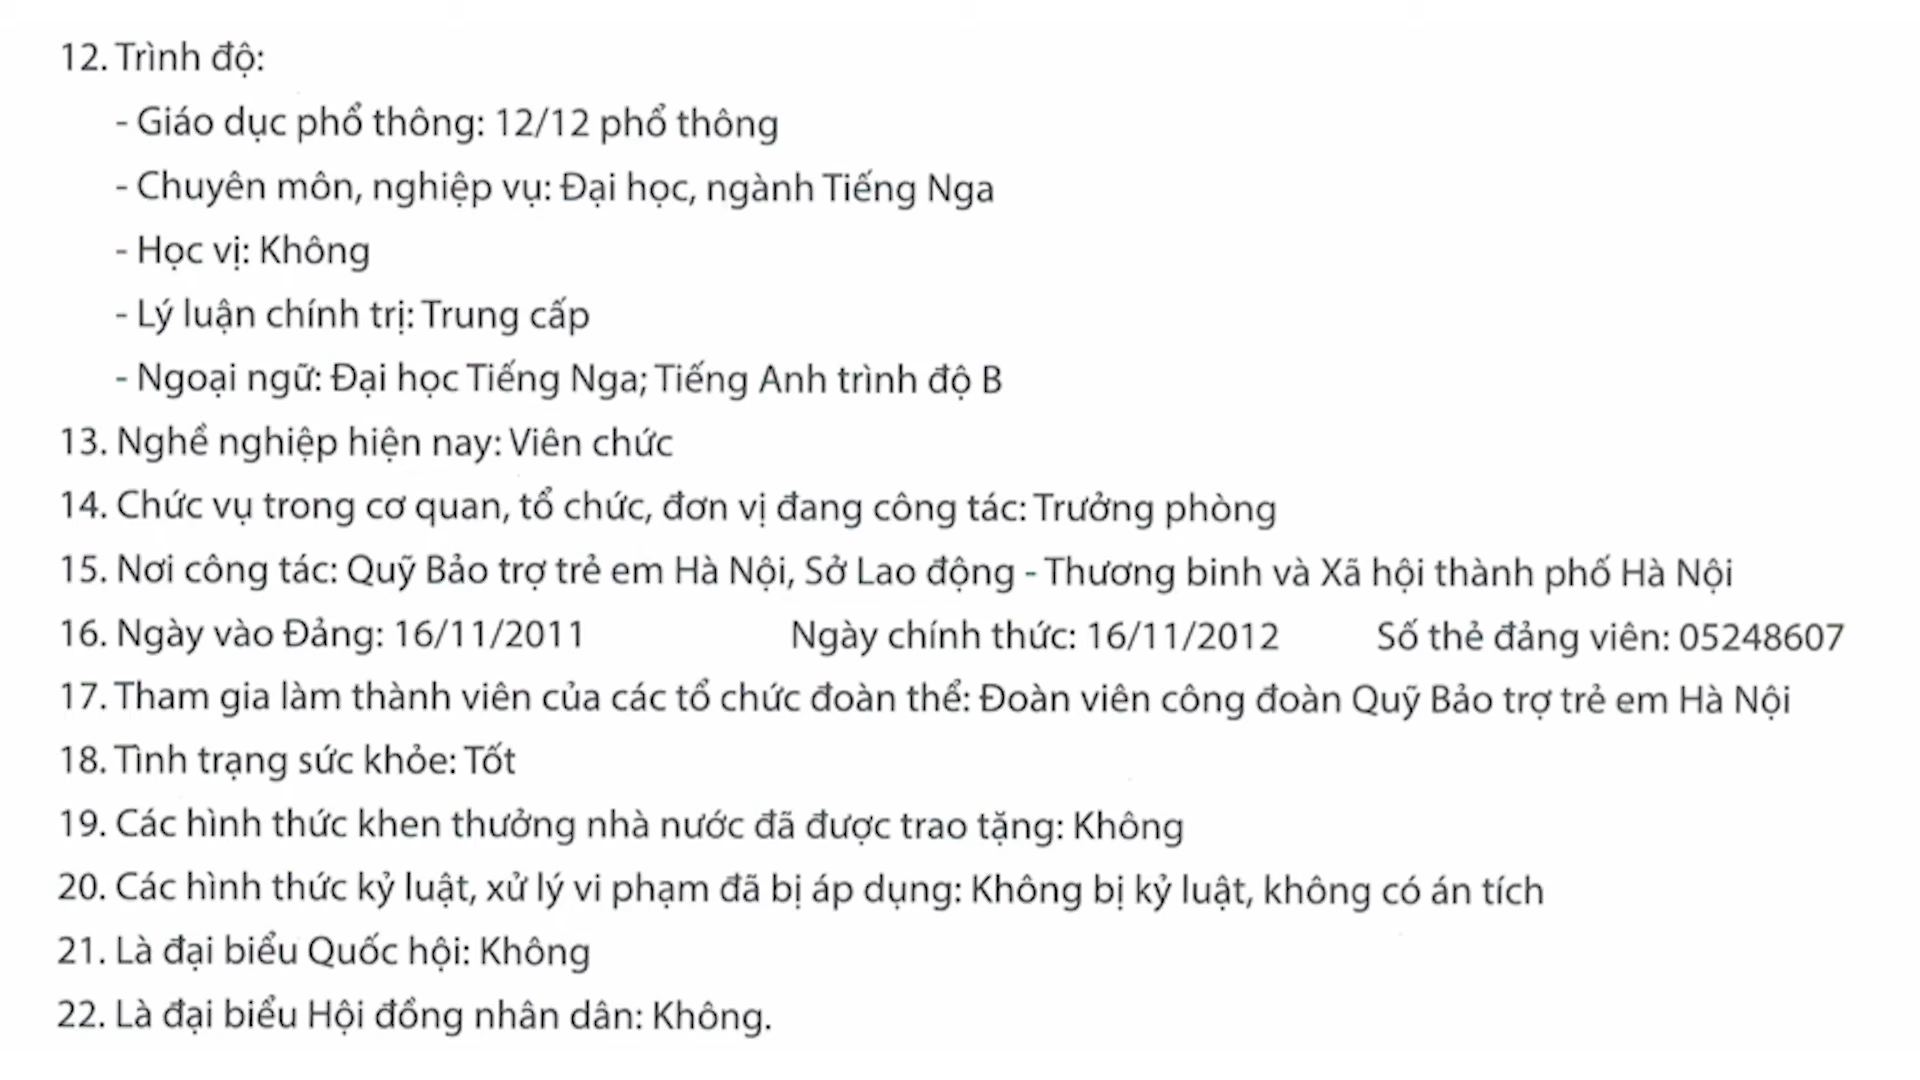 12. Trình độ:
- Giáo dục phổ thông: 12/12 phổ thông
- Chuyên môn, nghiệp vụ: Đại học, ngành Tiếng Nga
- Học vị: Không
- Lý luận chính trị: Trung cấp
- Ngoại ngữ: Đại học Tiếng Nga; Tiếng Anh trình độ B
13. Nghề nghiệp hiện nay: Viên chức
14. Chức vụ trong cơ quan, tổ chức, đơn vị đang công tác: Trưởng phòng
15. Nơi công tác: Quỹ Bảo trợ trẻ em Hà Nội, Sở Lao động - Thương binh và Xã hội thành phố Hà Nội
16. Ngày vào Đảng: 16/11/2011 Ngày chính thức: 16/11/2012 Số thẻ đảng viên: 05248607
17. Tham gia làm thành viên của các tổ chức đoàn thể: Đoàn viên công đoàn Quỹ Bảo trợ trẻ em Hà Nội
18. Tình trạng sức khỏe: Tốt
19. Các hình thức khen thưởng nhà nước đã được trao tặng: Không
20. Các hình thức kỷ luật, xử lý vi phạm đã bị áp dụng: Không bị kỷ luật, không có án tích
21. Là đại biểu Quốc hội: Không
22. Là đại biểu Hội đồng nhân dân: Không.